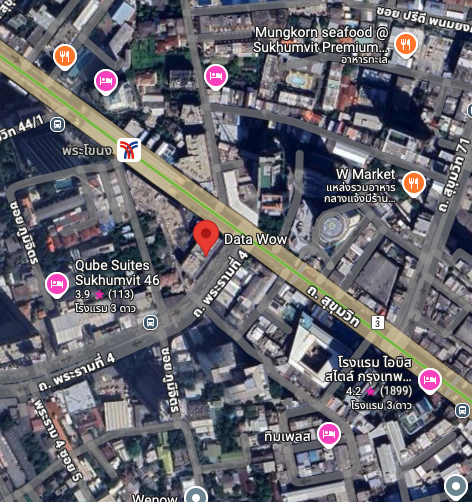 ซอย ปรีดี พนมยงค์
Mungkorn seafood @
Sukhumvit Premium...
อาหารทะเล
วิท 44/1
พระโขนง
ถ. สุขุมวิท 71
W Market
แหล่งรวมอาหาร
กลางแจ้งมีร้าน...
ซอย ภูมิจิตร
Data Wow
Qube Suites
Sukhumvit 46
3.9 (113)
โรงแรม 3 ดาว
ถ. พระรามที่ 4
ถ. สุขุมวิท
3
ถ. พระรามที่ 4
ซอย ภูมิจิตร
โรงแรม ไอบิส
สไตล์ กรุงเทพ...
4.2 (1899)
โรงแรม 3 ดาว
พระราม 4 ซอย 5
ทิมเพลส
Wepow